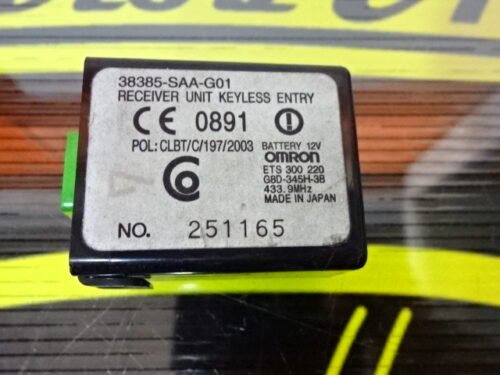 38385-SAA-G01
RECEIVER UNIT KEYLESS ENTRY
CE 0891
POL: CLBT/C/197/2003
BATTERY 12V
OMRON
ETS 300 220
G8D-345H-3B
433.9MHz
MADE IN JAPAN
NO. 251165